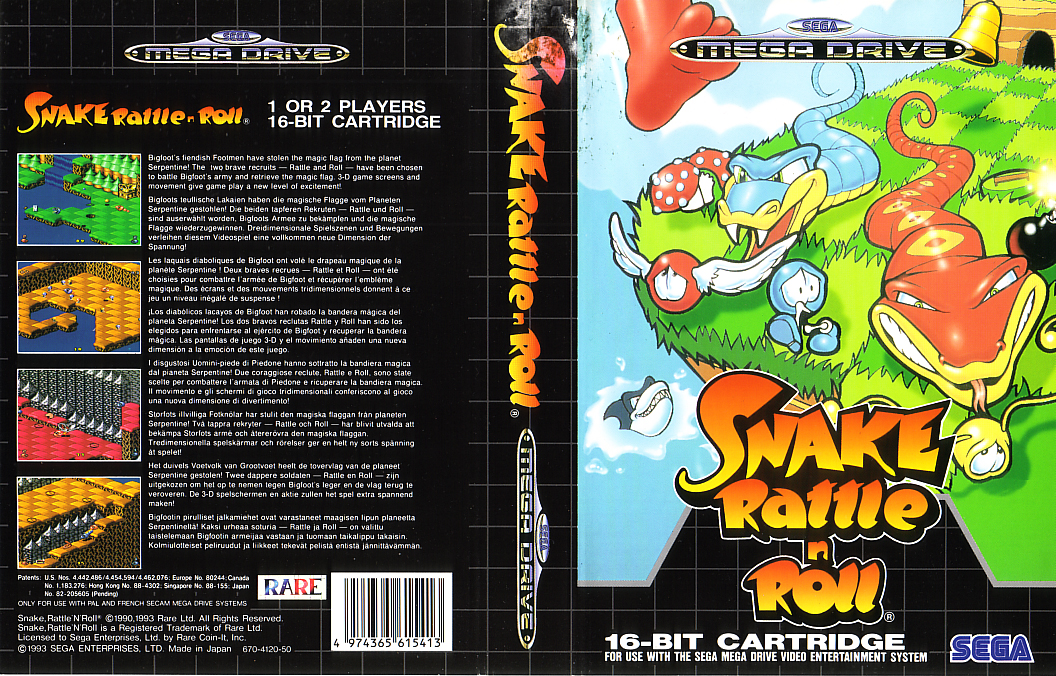 SEGA
MEGA DRIVE
SNAKE Rattle n Roll®
1 OR 2 PLAYERS
16-BIT CARTRIDGE
Bigfoot's fiendish Footmen have stolen the magic flag from the planet
Serpentine! The two brave recruits — Rattle and Roll — have been chosen
to battle Bigfoot's army and retrieve the magic flag. 3-D game screens and
movement give game play a new level of excitement!
Bigfoots teuflische Lakaien haben die magische Flagge vom Planeten
Serpentine gestohlen! Die beiden tapferen Rekruten — Rattle und Roll —
sind auserwählt worden, Bigfoots Armee zu bekämpfen und die magische
Flagge wiederzugewinnen. Dreidimensionale Spielszenen und Bewegungen
verleihen diesem Videospiel eine vollkommen neue Dimension der
Spannung!
Les laquais diaboliques de Bigfoot ont volé le drapeau magique de la
planète Serpentine ! Deux braves recrues — Rattle et Roll — ont été
choisies pour combattre l'armée de Bigfoot et récupérer l'emblème
magique. Des écrans et des mouvements tridimensionnels donnent à ce
jeu un niveau inégalé de suspense !
¡Los diabólicos lacayos de Bigfoot han robado la bandera mágica del
planeta Serpentine! Los dos bravos reclutas Rattle y Roll han sido los
elegidos para enfrentarse al ejército de Bigfoot y recuperar la bandera
mágica. Las pantallas de juego 3-D y el movimiento añaden una nueva
dimensión a la emoción de este juego.
I disgustosi Uomini-piede di Piedone hanno sottratto la bandiera magica
dal pianeta Serpentine! Due coraggiose reclute, Rattle e Roll, sono state
scelte per combattere l'armata di Piedone e ricuperare la bandiera magica.
Il movimento e gli schermi di gioco tridimensionali conferiscono al gioco
una nuova dimensione di divertimento!
Storfots illvilliga Fotknölar har stulit den magiska flaggan från planeten
Serpentine! Två tappra rekryter — Rattle och Roll — har blivit utvalda att
bekämpa Storfots armé och återerövra den magiska flaggan.
Tredimensionella spelskärmar och rörelser ger en helt ny sorts spänning
åt spelet!
Het duivels Voetvolk van Grootvoet heelt de tovervlag van de planeet
Serpentine gestolen! Twee dappere soldaten — Rattle en Roll — zijn
uitgekozen om het op te nemen tegen Bigfoot's leger en de vlag terug te
veroveren. De 3-D spelschermen en aktie zullen het spel extra spannend
maken!
Bigfootin pirulliset jalkamiehet ovat varastaneet maagisen lipun planeetta
Serpentineltä! Kaksi urheaa soturia — Rattle ja Roll — on valittu
taistelemaan Bigfootin armeijaa vastaan ja tuomaan taikalippu takaisin.
Kolmiulotteiset peliruudut ja liikkeet tekevät pelistä entistä jännittävämmän.
Patents: U.S. Nos. 4,442,486/4,454,594/4,462,076; Europe No. 80244; Canada
No. 1,183,276; Hong Kong No. 88-4302; Singapore No. 88-155; Japan
No. 82-205605 (Pending)
ONLY FOR USE WITH PAL AND FRENCH SECAM MEGA DRIVE SYSTEMS
Snake,Rattle'N'Roll® ©1990,1993 Rare Ltd. All Rights Reserved.
Snake,Rattle'N'Roll is a Registered Trademark of Rare Ltd.
Licensed to Sega Enterprises, Ltd. by Rare Coin-It, Inc.
©1993 SEGA ENTERPRISES, LTD. Made in Japan 670-4120-50
RARE
4 974365 615413
SNAKE Rattle n Roll®
SEGA
MEGA DRIVE
SEGA
MEGA DRIVE
SNAKE
Rattle
n
Roll®
16-BIT CARTRIDGE
FOR USE WITH THE SEGA MEGA DRIVE VIDEO ENTERTAINMENT SYSTEM
SEGA